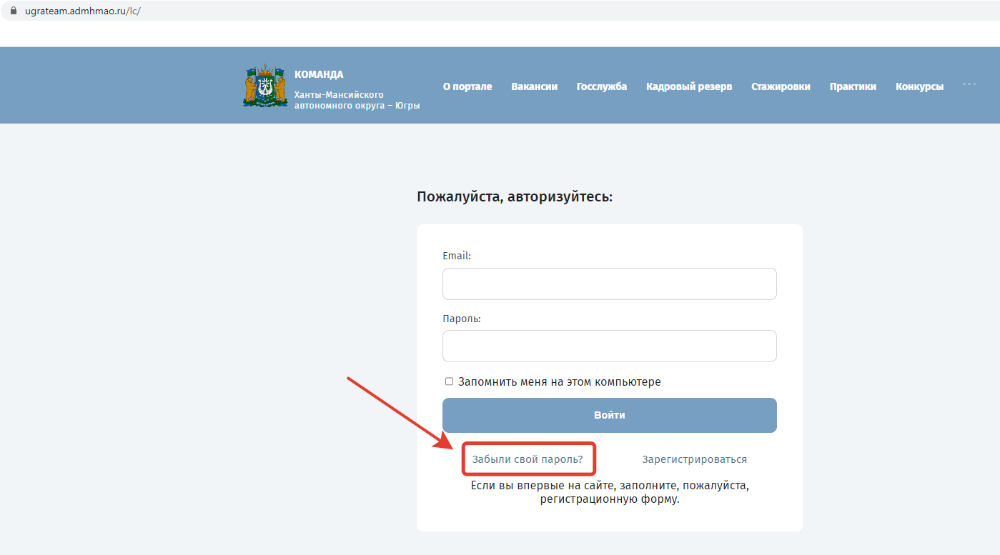 ugrateam.admhmao.ru/lc/
КОМАНДА
Ханты-Мансийского
автономного округа – Югры
О портале Вакансии Госслужба Кадровый резерв Стажировки Практики Конкурсы ...
Пожалуйста, авторизуйтесь:
Email:
Пароль:
Запомнить меня на этом компьютере
Войти
Забыли свой пароль? Зарегистрироваться
Если вы впервые на сайте, заполните, пожалуйста,
регистрационную форму.